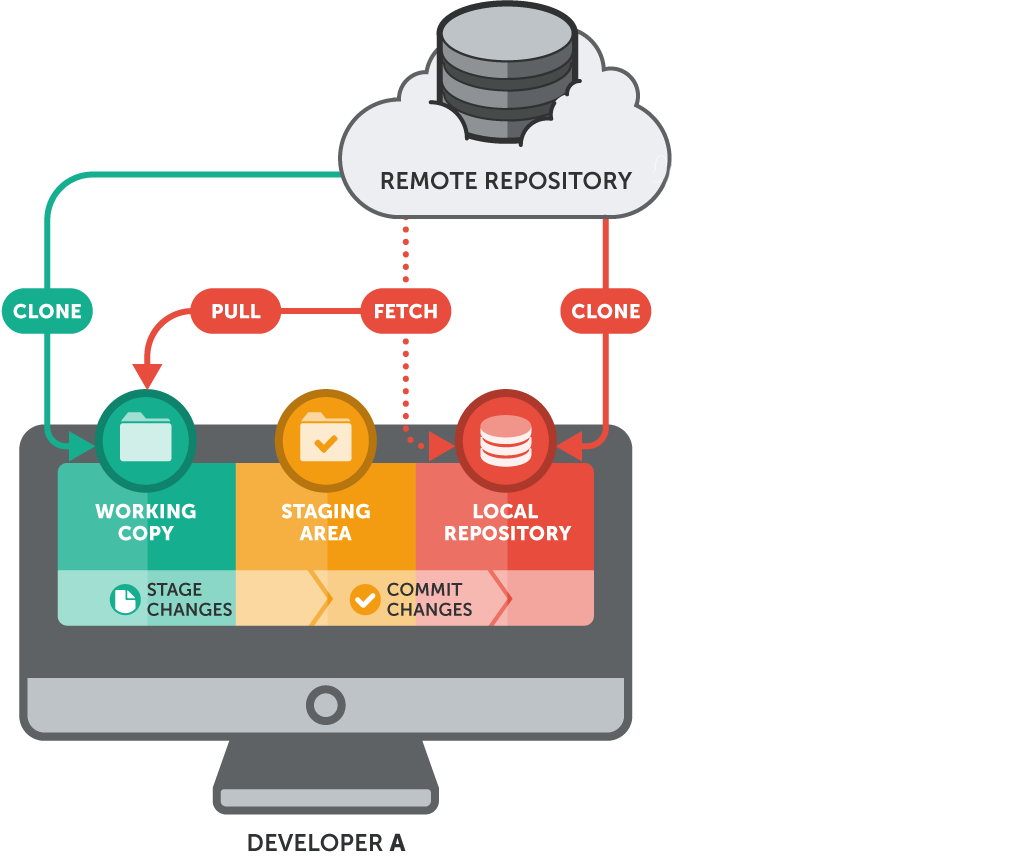 REMOTE REPOSITORY
CLONE
PULL
FETCH
CLONE
WORKING
COPY
STAGING
AREA
LOCAL
REPOSITORY
STAGE
CHANGES
COMMIT
CHANGES
DEVELOPER A